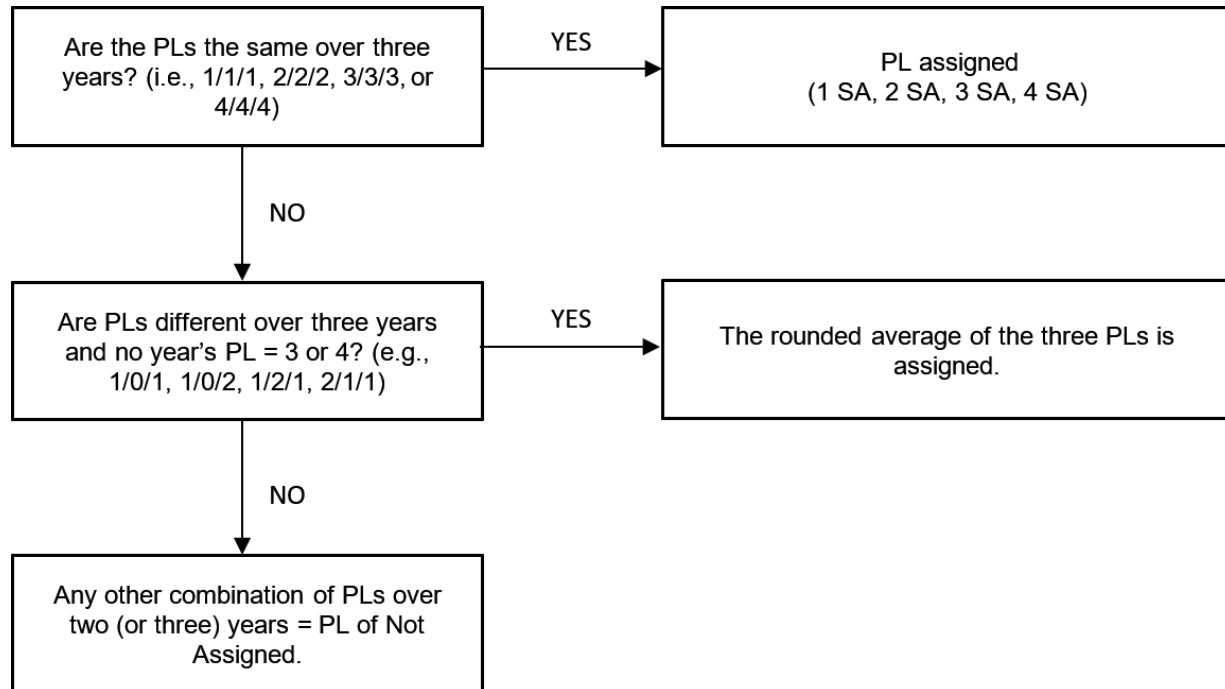 Are the PLs the same over three
years? (i.e., 1/1/1, 2/2/2, 3/3/3, or
4/4/4)
YES
PL assigned
(1 SA, 2 SA, 3 SA, 4 SA)
NO
Are PLs different over three years
and no year's PL = 3 or 4? (e.g.,
1/0/1, 1/0/2, 1/2/1, 2/1/1)
YES
The rounded average of the three PLs is
assigned.
NO
Any other combination of PLs over
two (or three) years = PL of Not
Assigned.